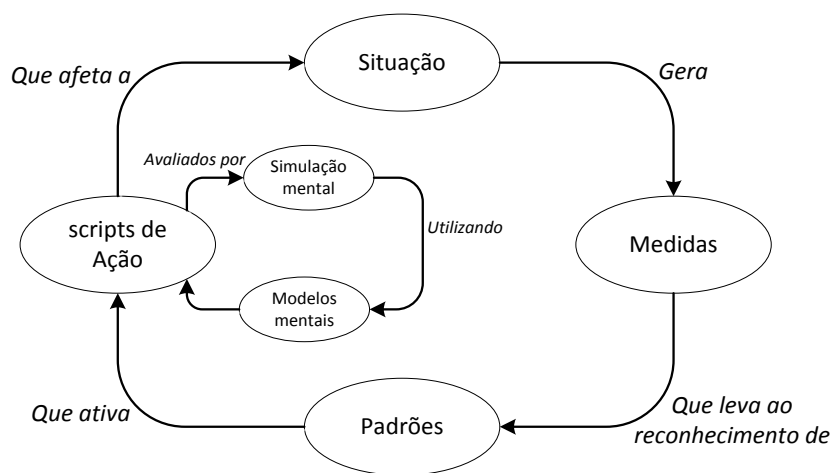 Que afeta a
Situação
Gera
Avaliados por
Simulação
mental
scripts de
Ação
Utilizando
Medidas
Modelos
mentais
Que ativa
Padrões
Que leva ao
reconhecimento de